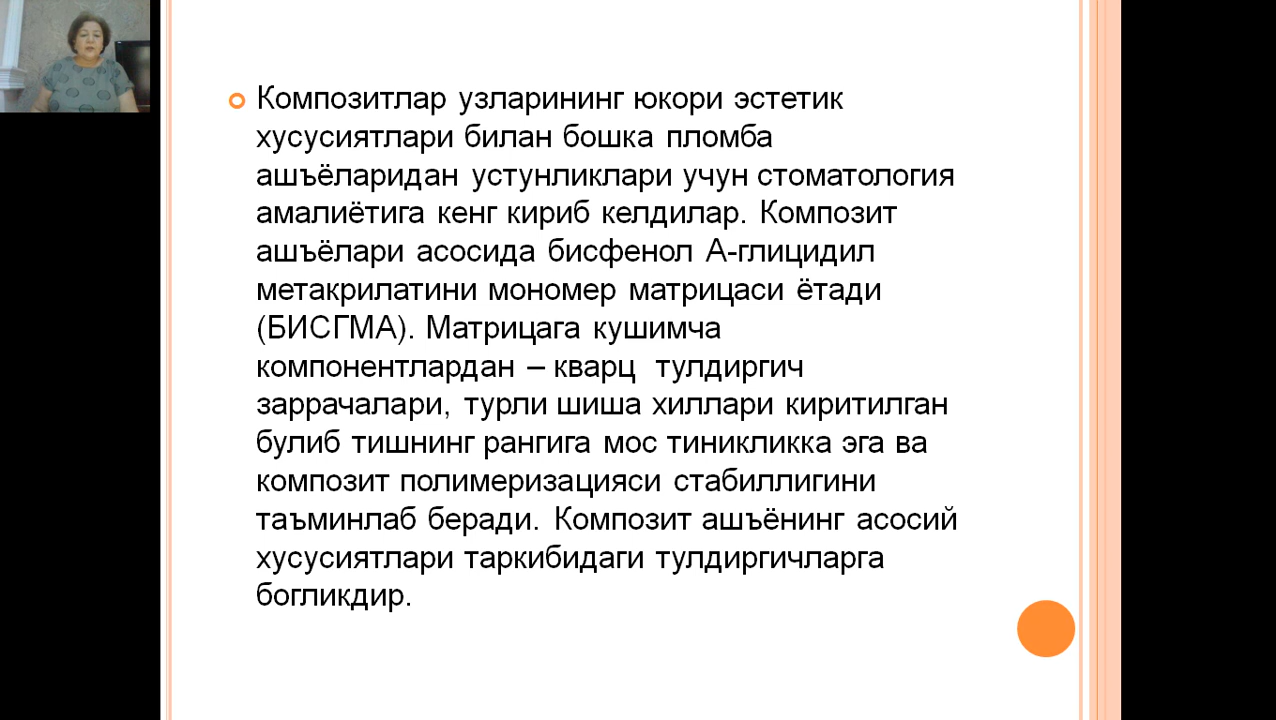 Композитлар узларининг юкори эстетик
хусусиятлари билан бошка пломба
ашъёларидан устунликлари учун стоматология
амалиётига кенг кириб келдилар. Композит
ашъёлари асосида бисфенол А-глицидил
метакрилатини мономер матрицаси ётади
(БИСГМА). Матрицага кушимча
компонентлардан – кварц тулдиргич
заррачалари, турли шиша хиллари киритилган
булиб тишнинг рангига мос тиникликка эга ва
композит полимеризацияси стабиллигини
таъминлаб беради. Композит ашъёнинг асосий
хусусиятлари таркибидаги тулдиргичларга
богликдир.